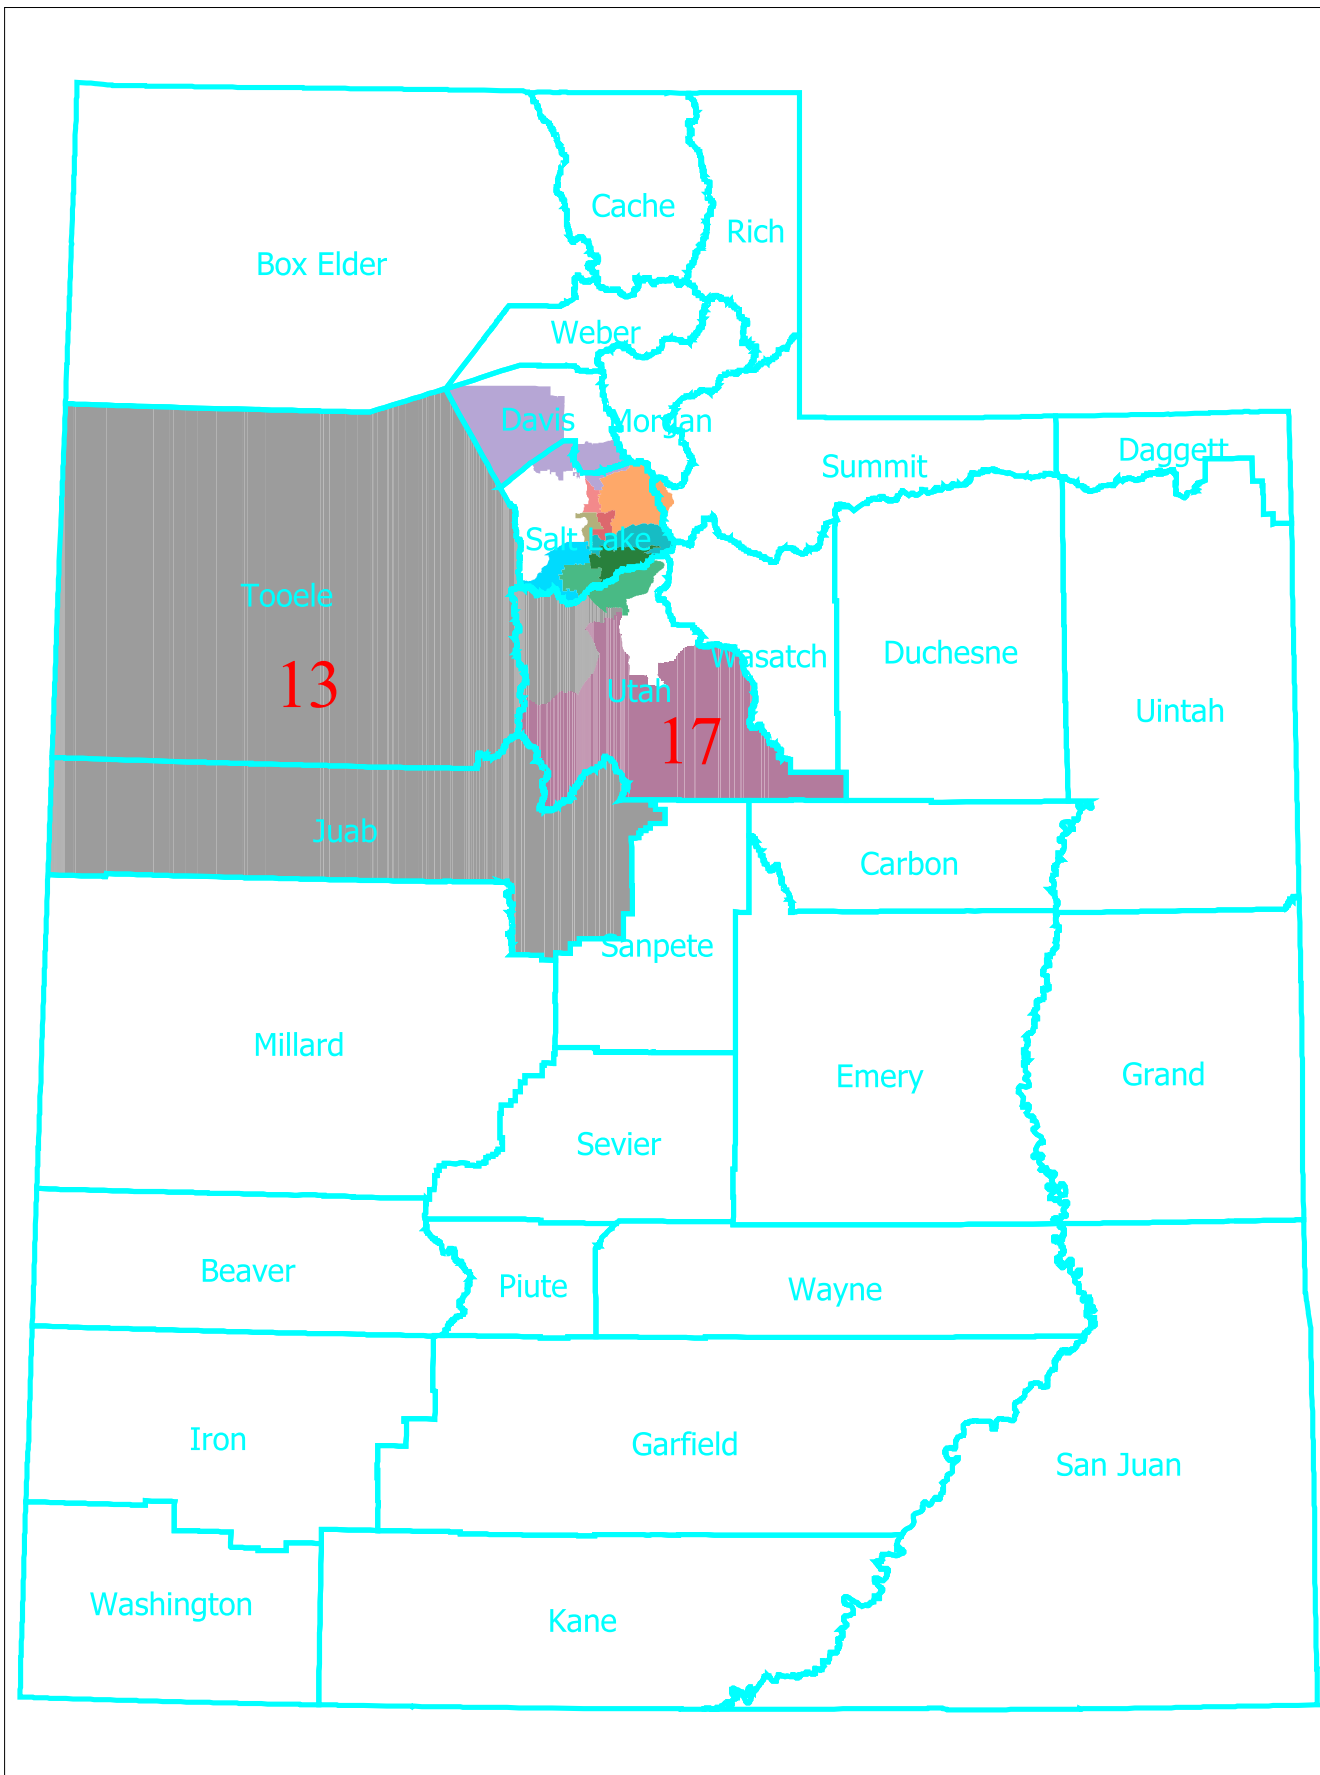 Cache
Rich
Box Elder
Weber
Davis
Morgan
Summit
Daggett
Salt Lake
Tooele
13
Wasatch
Duchesne
Utah
Uintah
17
Juab
Carbon
Sanpete
Millard
Emery
Grand
Sevier
Beaver
Piute
Wayne
Iron
Garfield
San Juan
Washington
Kane